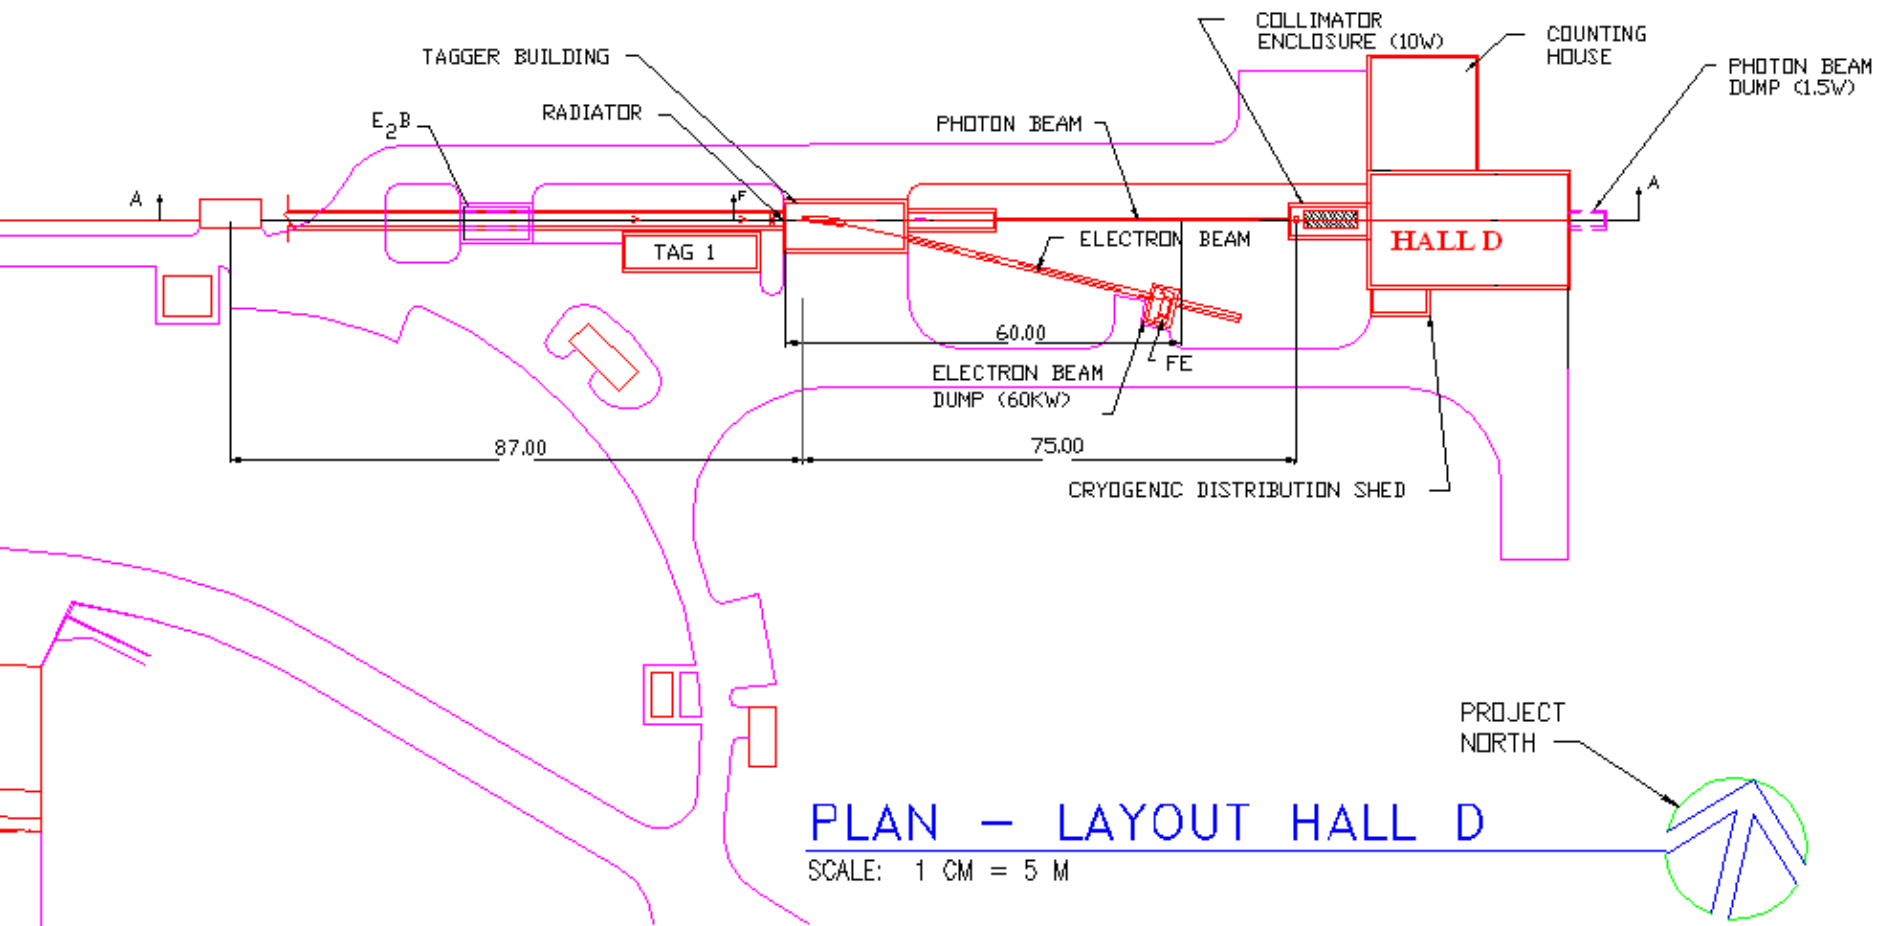 COLLIMATOR
ENCLOSURE (10W)
COUNTING
HOUSE
TAGGER BUILDING
PHOTON BEAM
DUMP (1.5W)
RADIATOR
E2B
PHOTON BEAM
A
F
A
TAG 1
ELECTRON BEAM
HALL D
60.00
FE
ELECTRON BEAM
DUMP (60KW)
87.00
75.00
CRYOGENIC DISTRIBUTION SHED
PROJECT
NORTH
PLAN - LAYOUT HALL D
SCALE: 1 CM = 5 M